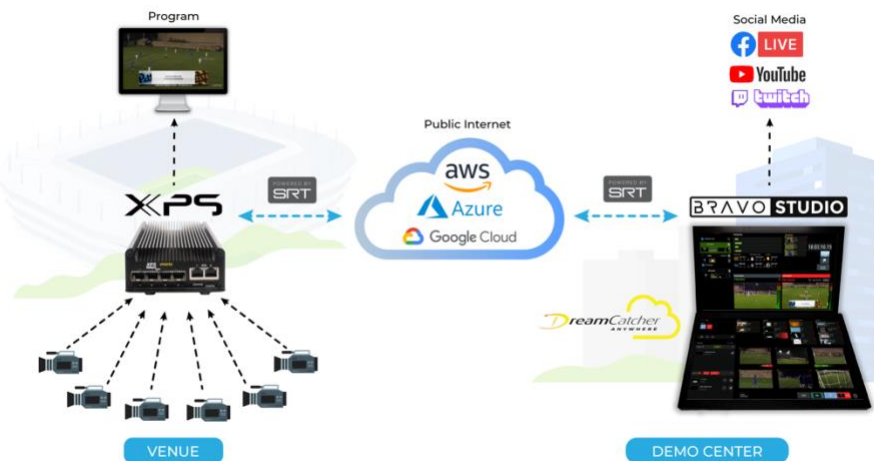 Program
Social Media
LIVE
YouTube
twitch
Public Internet
aws
Azure
Google Cloud
POWERED BY
SRT
POWERED BY
SRT
XPS
BRAVO STUDIO
DreamCatcher
ANYWHERE
VENUE
DEMO CENTER